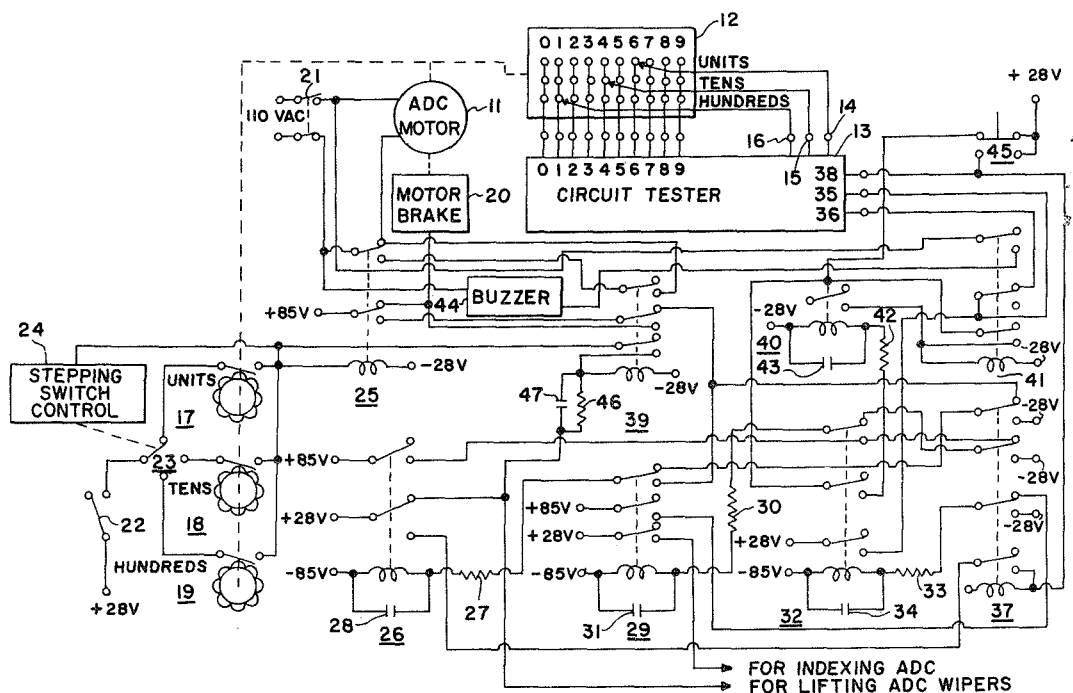 12
0 1 2 3 4 5 6 7 8 9
UNITS
TENS
HUNDREDS
+28V
21
110 VAC
ADC MOTOR
11
14
16
15
13
45
0 1 2 3 4 5 6 7 8 9
CIRCUIT TESTER
38
35
36
MOTOR BRAKE
20
44
BUZZER
+85V
-28V
42
40
43
-28V
41
24
STEPPING SWITCH CONTROL
UNITS
17
25
-28V
47
46
39
-28V
-28V
23
TENS
18
22
+28V
HUNDREDS
19
+85V
+28V
-85V
27
28
26
+85V
+28V
-85V
30
31
29
-28V
-28V
+28V
-85V
33
32
34
37
FOR INDEXING ADC
FOR LIFTING ADC WIPERS